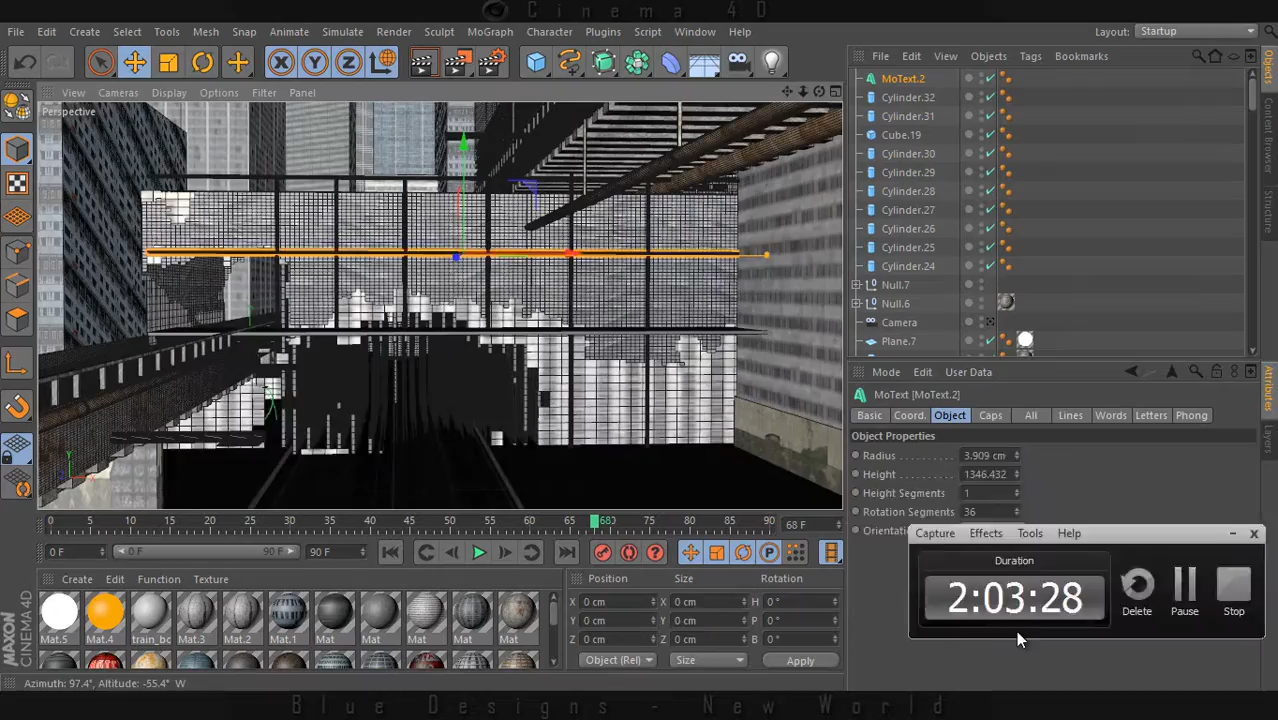 Cinema 4D
File Edit Create Select Tools Mesh Snap Animate Simulate Render Sculpt MoGraph Character Plugins Script Window Help Layout: Startup
File Edit View Objects Tags Bookmarks
View Cameras Display Options Filter Panel
Perspective
MoText.2
Cylinder.32
Cylinder.31
Cube.19
Cylinder.30
Cylinder.29
Cylinder.28
Cylinder.27
Cylinder.26
Cylinder.25
Cylinder.24
Null.7
Null.6
Camera
Plane.7
Objects
Content Browser
Structure
Mode Edit User Data
MoText [MoText.2]
Basic Coord. Object Caps All Lines Words Letters Phong
Object Properties
Radius 3.909 cm
Height 1346.432
Height Segments 1
Rotation Segments 36
Orientati
Attributes
Layers
Capture Effects Tools Help
Duration
2:03:28
Delete Pause Stop
0 5 10 15 20 25 30 35 40 45 50 55 60 65 680 75 80 85 90 68 F
0 F 0 F 90 F 90 F
Create Edit Function Texture
Mat.5 Mat.4 train_bc Mat.3 Mat.2 Mat.1 Mat Mat Mat Mat Mat
Position Size Rotation
X 0 cm X 0 cm H 0 °
Y 0 cm Y 0 cm P 0 °
Z 0 cm Z 0 cm B 0 °
Object (Rel) Size Apply
MAXON
CINEMA 4D
Azimuth: 97.4°, Altitude: -55.4° W
Blue Designs - New World